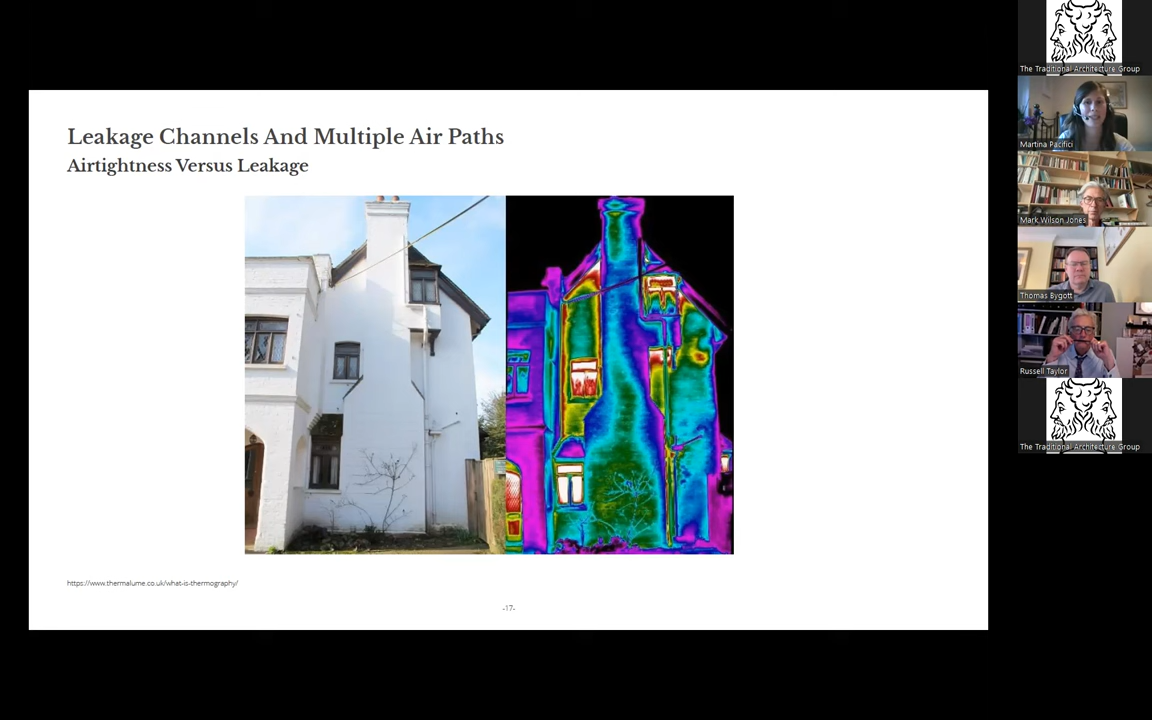 Leakage Channels And Multiple Air Paths
Airtightness Versus Leakage
https://www.thermalume.co.uk/what-is-thermography/
-17-
The Traditional Architecture Group
Martina Pacifici
Mark Wilson Jones
Thomas Bygott
Russell Taylor
The Traditional Architecture Group